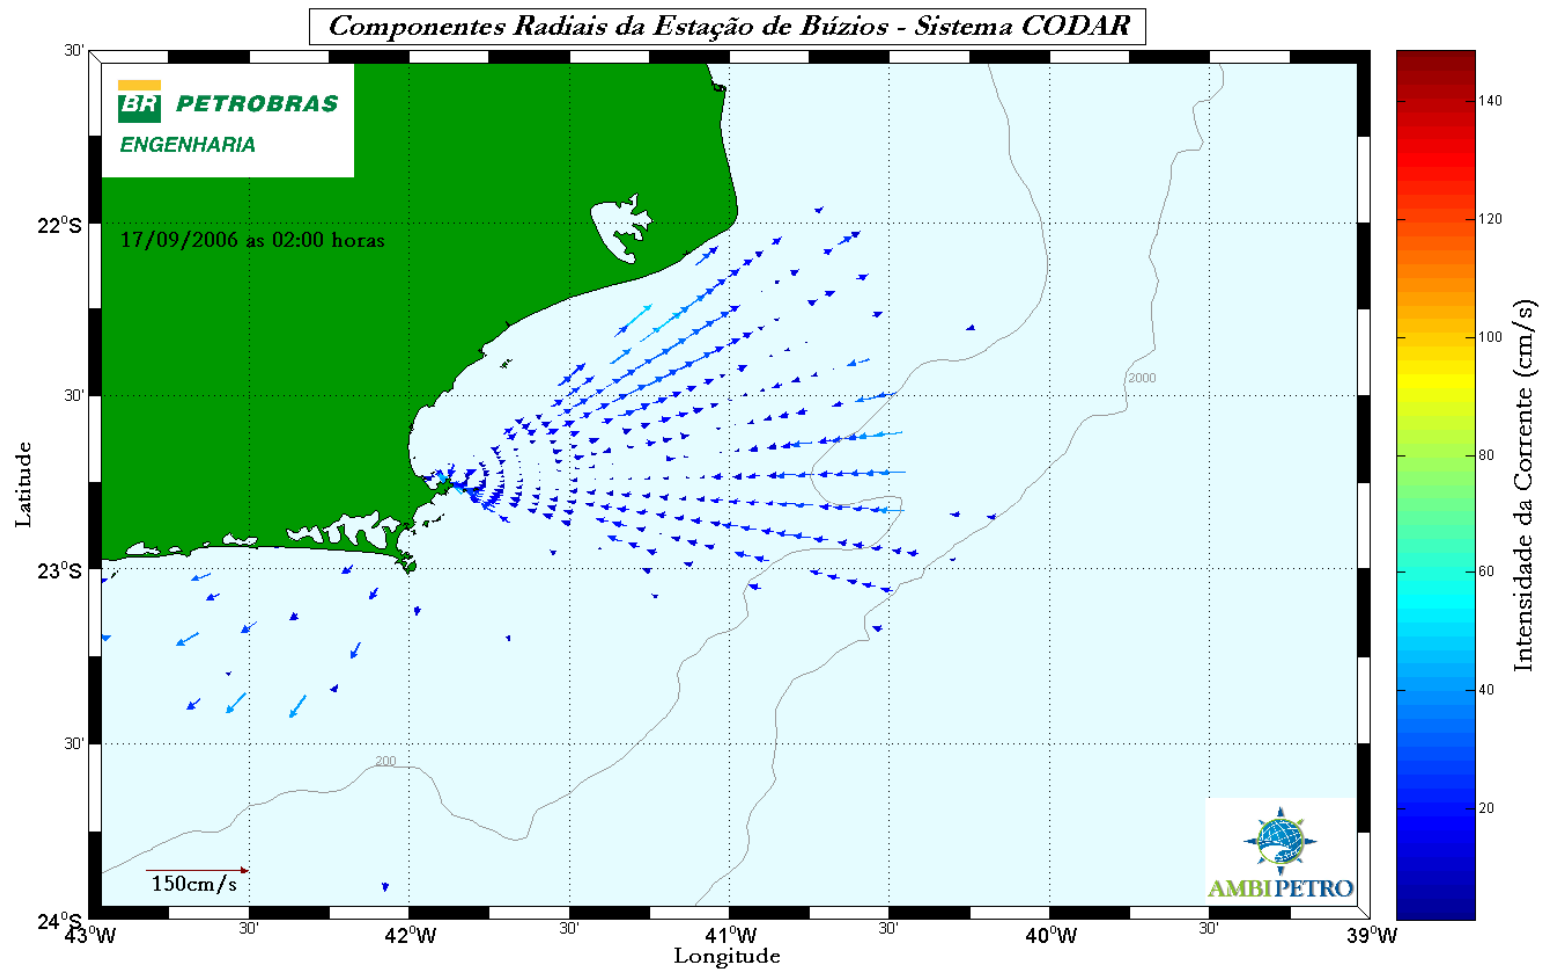 Componentes Radiais da Estação de Búzios - Sistema CODAR
BR PETROBRAS
ENGENHARIA
17/09/2006 as 02:00 horas
30'
22°S
30'
23°S
30'
24°S
Latitude
43°W
30'
42°W
30'
41°W
30'
40°W
30'
39°W
Longitude
200
2000
150cm/s
AMBIPETRO
140
120
100
80
60
40
20
Intensidade da Corrente (cm/s)